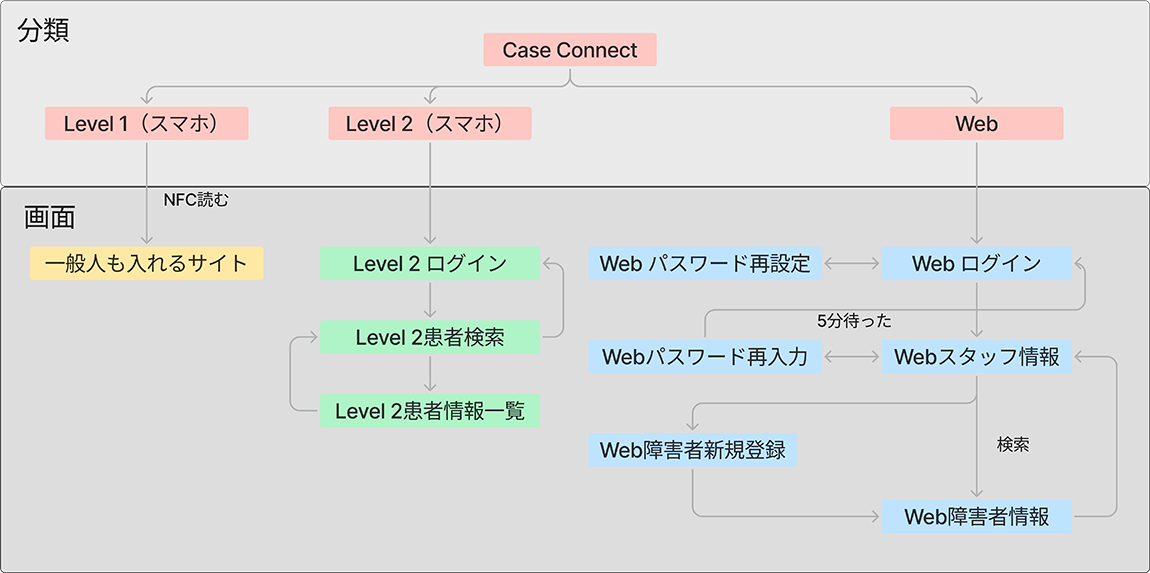 分類
Case Connect
Level 1（スマホ）
Level 2（スマホ）
Web
NFC読む
画面
一般人も入れるサイト
Level 2 ログイン
Web パスワード再設定
Web ログイン
5分待った
Level 2患者検索
Webパスワード再入力
Webスタッフ情報
Level 2患者情報一覧
Web障害者新規登録
検索
Web障害者情報